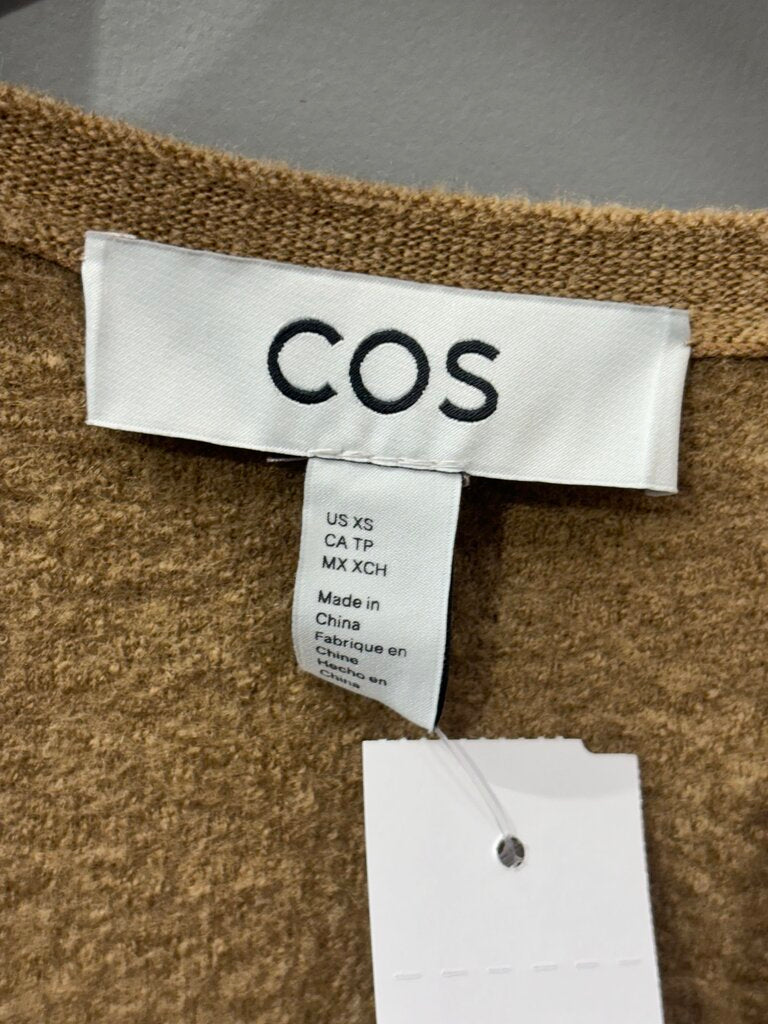 COS
US XS
CA TP
MX XCH
Made in
China
Fabrique en
Chine
Hecho en
China